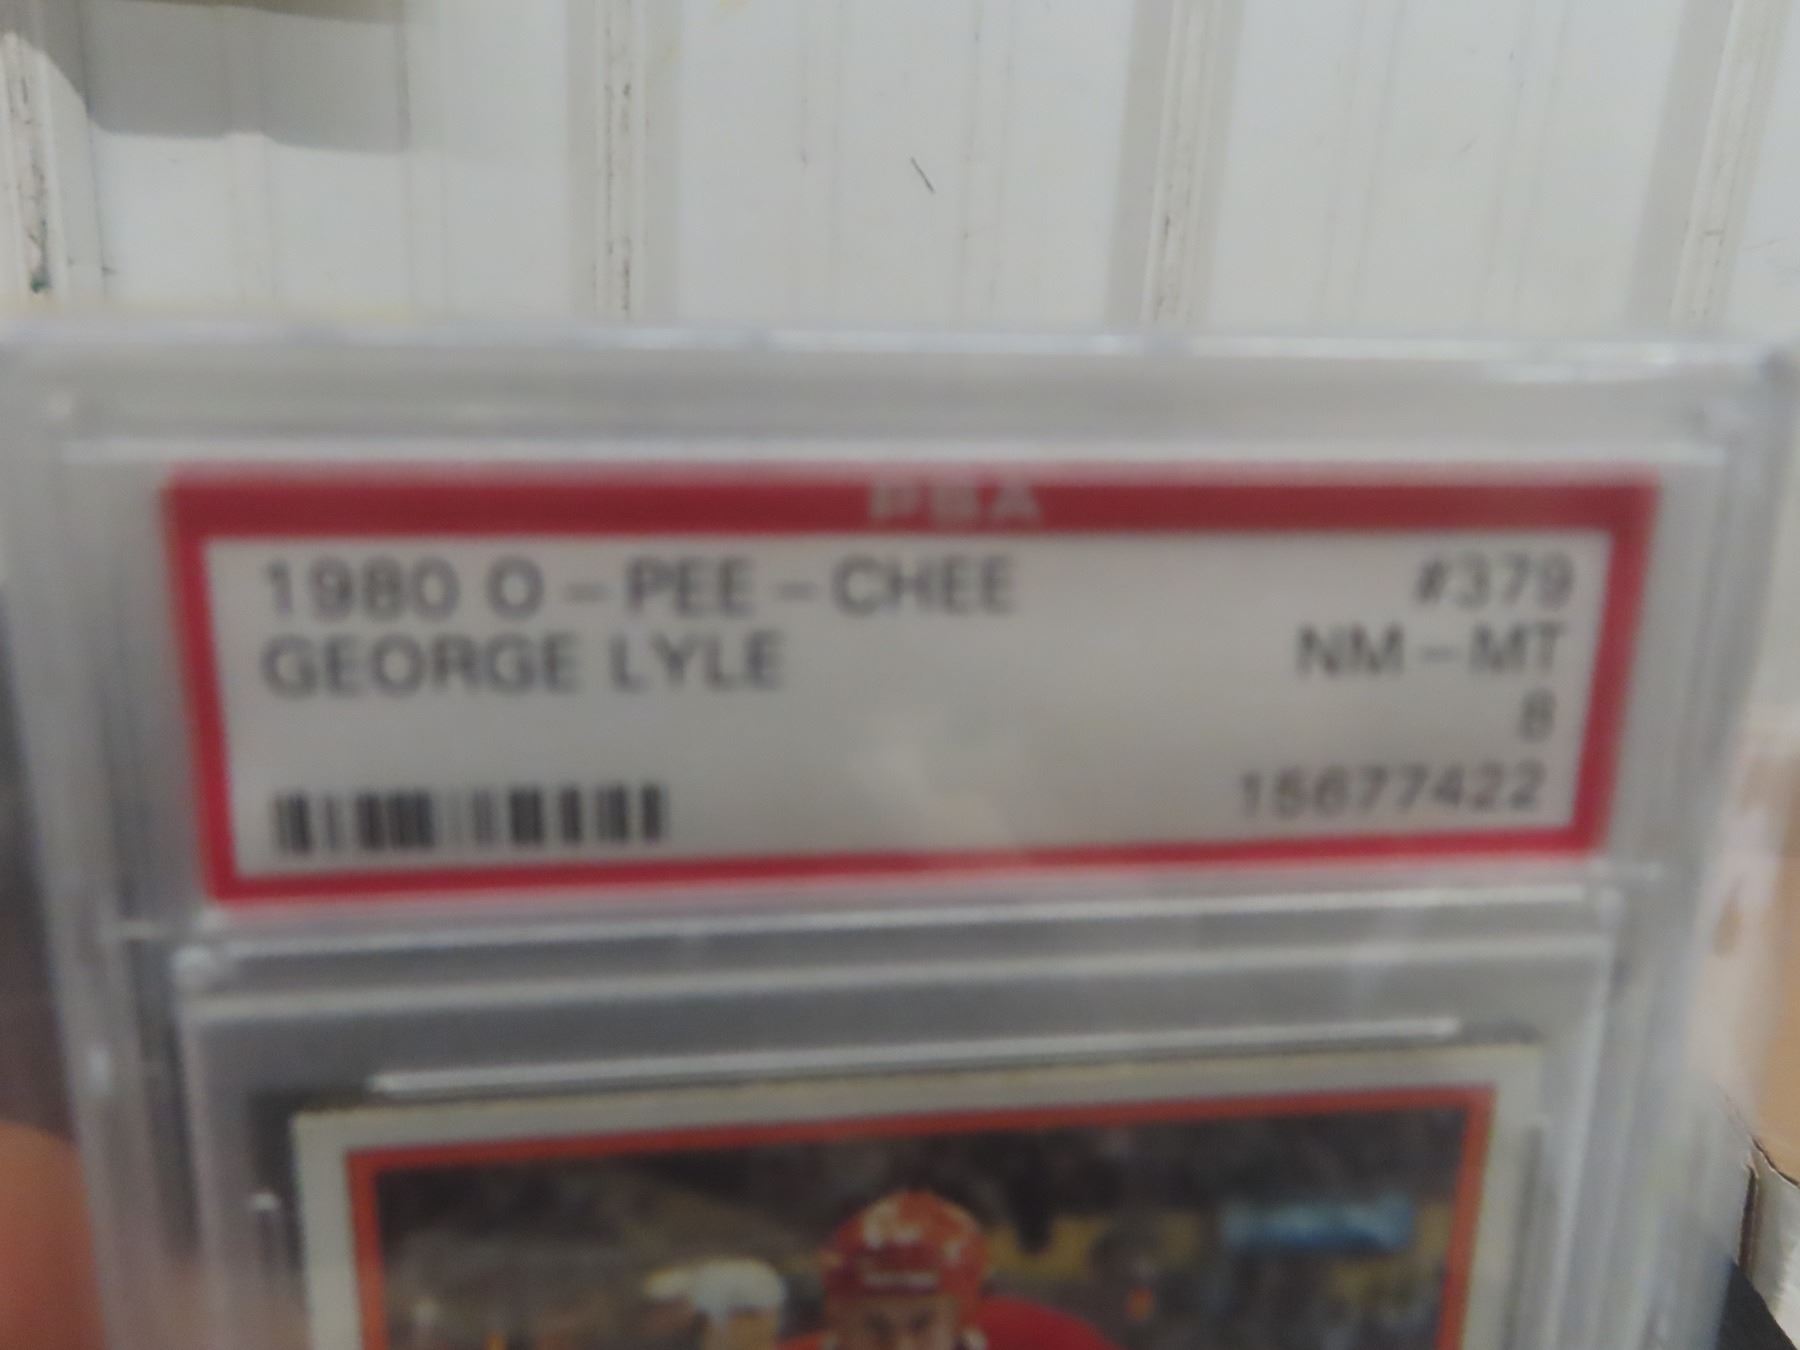 PSA
1980 O-PEE-CHEE #379
GEORGE LYLE NM-MT
8
15677422